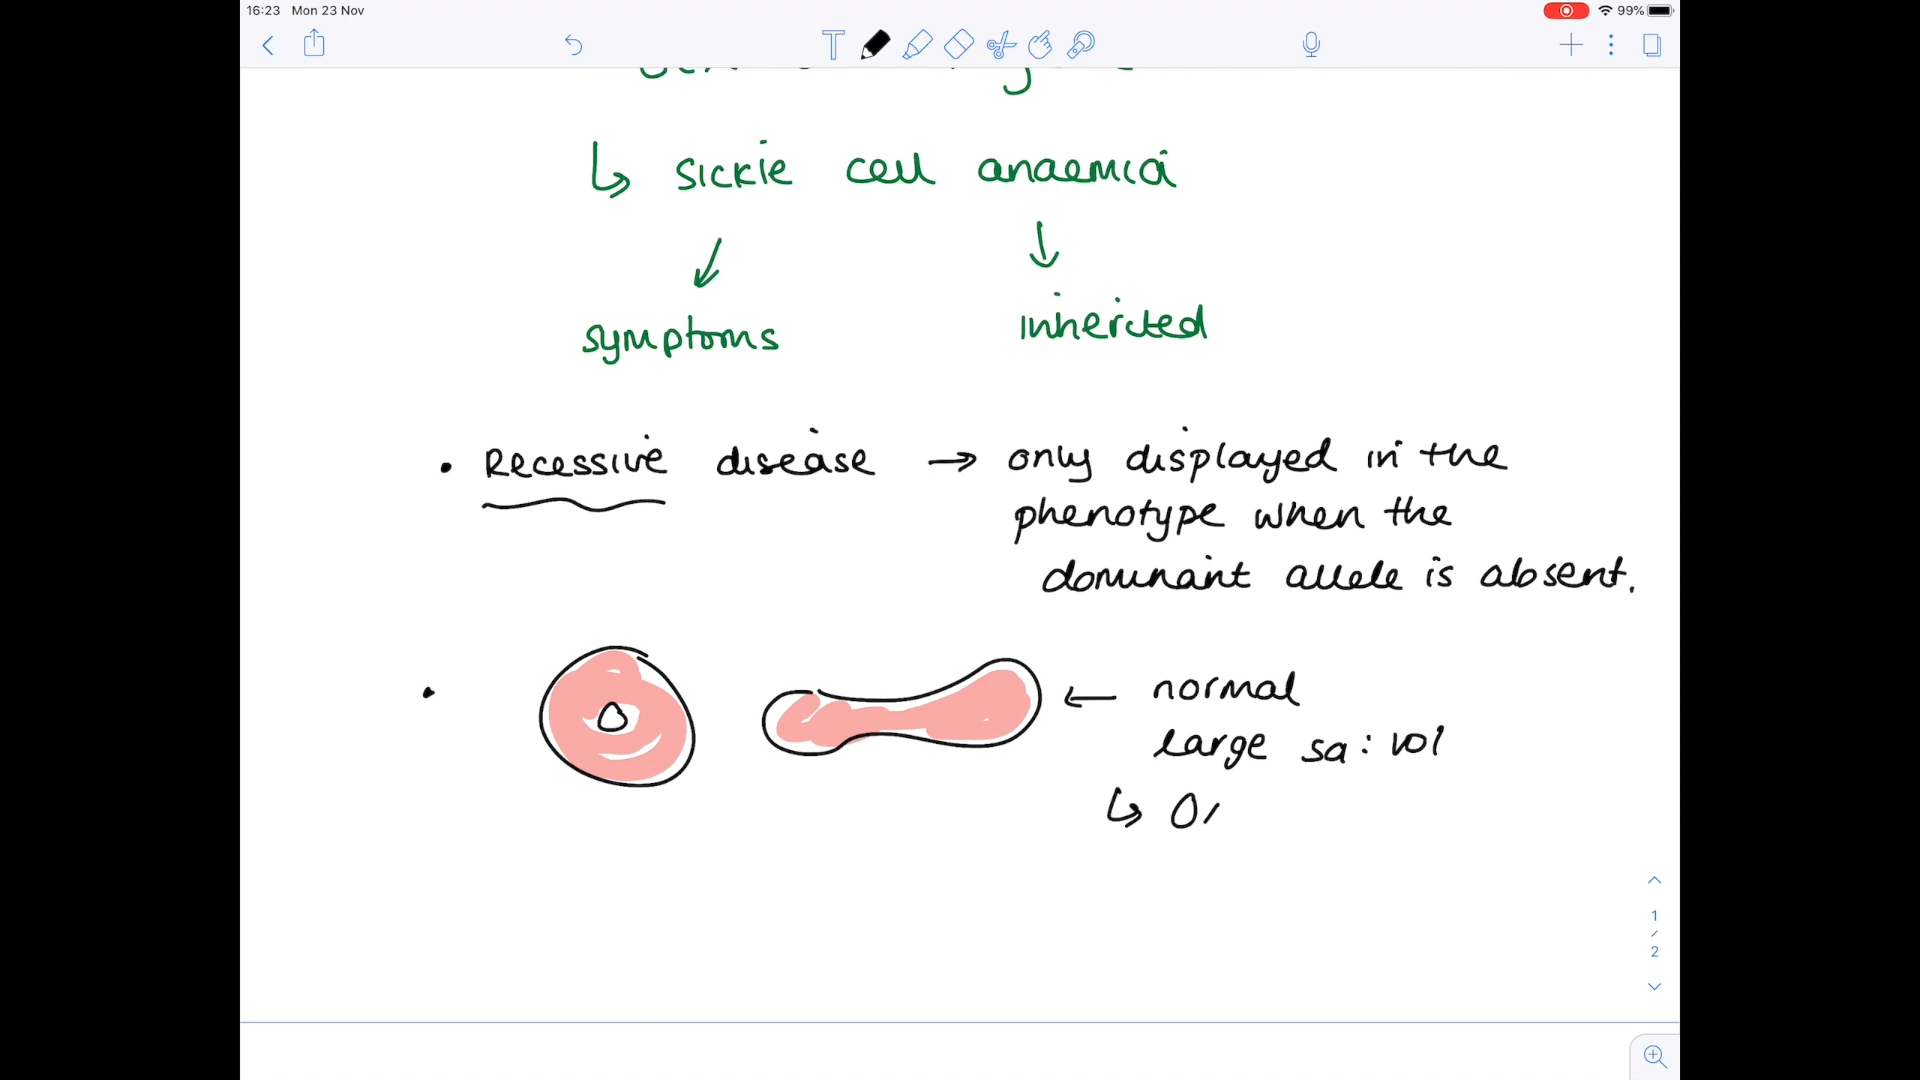 16:23 Mon 23 Nov
99%
↳ sickle cell anaemia
↙ ↓
symptoms inherited
• Recessive disease → only displayed in the
phenotype when the
dominant allele is absent.
• ← normal
large sa: vol
↳
1
/
2